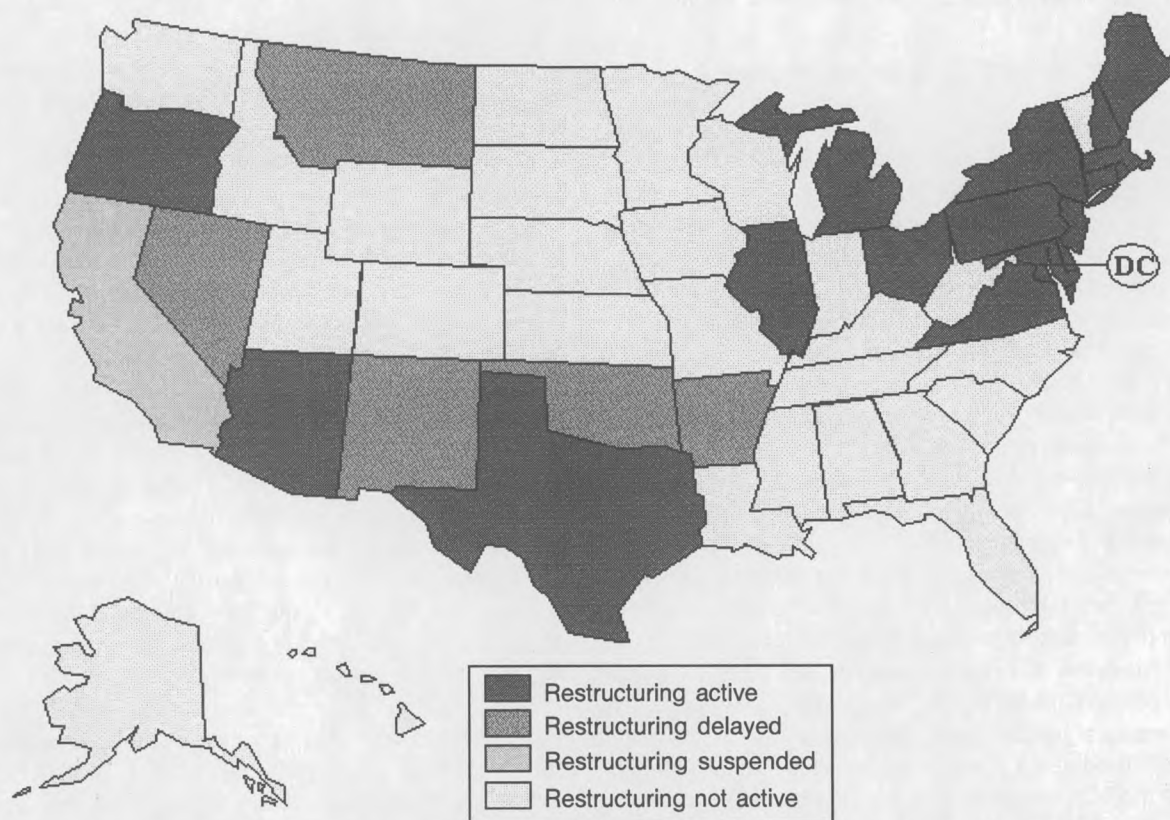 DC
Restructuring active
Restructuring delayed
Restructuring suspended
Restructuring not active